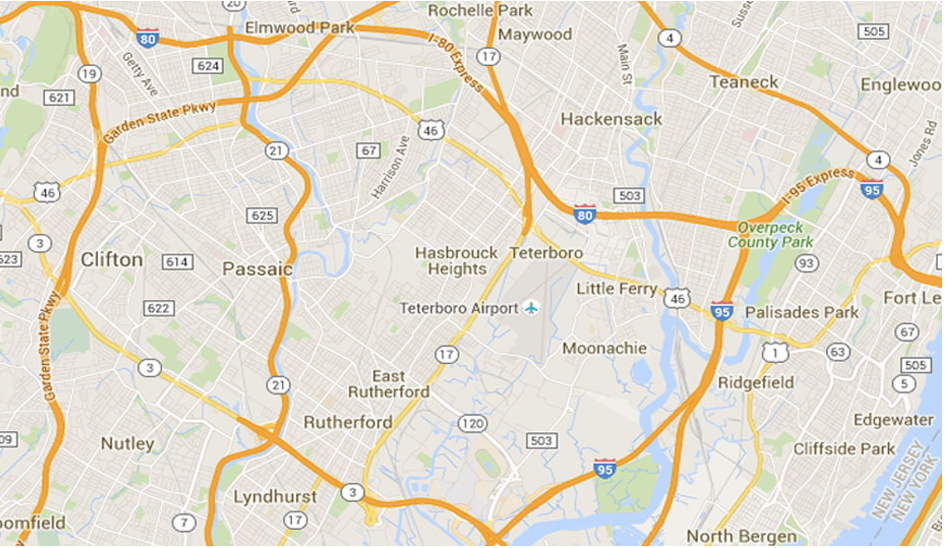 20
Rochelle Park
Elmwood Park
80
I-80 Express
Maywood
4
Susse
505
Getty Ave
624
17
Main St
Teaneck
Englewoo
19
nd
621
Garden State Pkwy
46
Hackensack
Jones Rd
21
67
Harrison Ave
4
I-95 Express
95
46
503
625
80
Overpeck
County Park
3
623
Clifton
614
Passaic
Hasbrouck
Heights
Teterboro
93
Little Ferry
46
Fort Le
Garden State Pkwy
622
Teterboro Airport
95
Palisades Park
67
Moonachie
1
63
505
17
3
21
East
Rutherford
Ridgefield
5
Rutherford
120
503
Edgewater
09
Nutley
Cliffside Park
95
NEW JERSEY
NEW YORK
Lyndhurst
3
oomfield
7
17
North Bergen